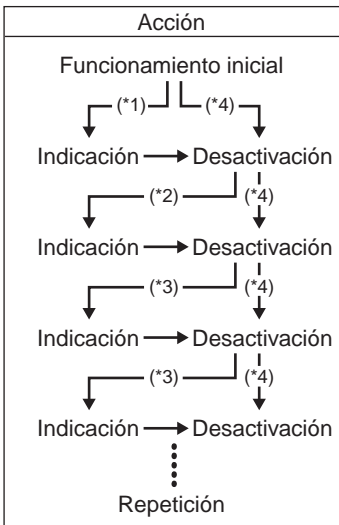 Acción
Funcionamiento inicial
(*1) (*4)
Indicación Desactivación
(*2) (*4)
Indicación Desactivación
(*3) (*4)
Indicación Desactivación
(*3) (*4)
Indicación Desactivación
Repetición